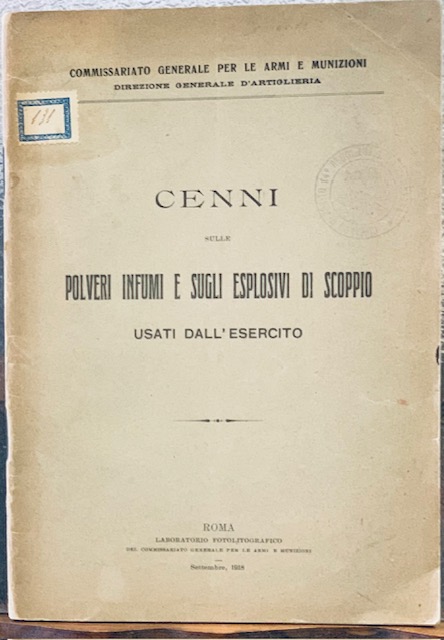 COMMISSARIATO GENERALE PER LE ARMI E MUNIZIONI
DIREZIONE GENERALE D'ARTIGLIERIA
131
CENNI
SULLE
POLVERI INFUMI E SUGLI ESPLOSIVI DI SCOPPIO
USATI DALL'ESERCITO
ROMA
LABORATORIO FOTOLITOGRAFICO
DEL COMMISSARIATO GENERALE PER LE ARMI E MUNIZIONI
Settembre, 1918